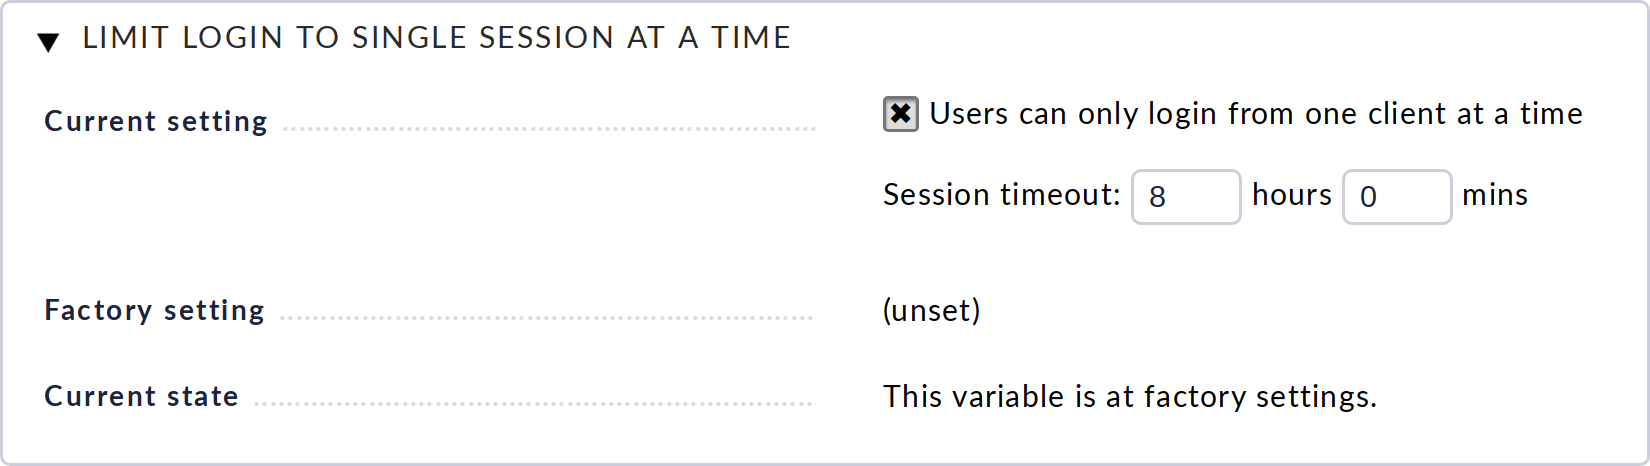 LIMIT LOGIN TO SINGLE SESSION AT A TIME
Current setting
Users can only login from one client at a time
Session timeout: 8 hours 0 mins
Factory setting (unset)
Current state This variable is at factory settings.